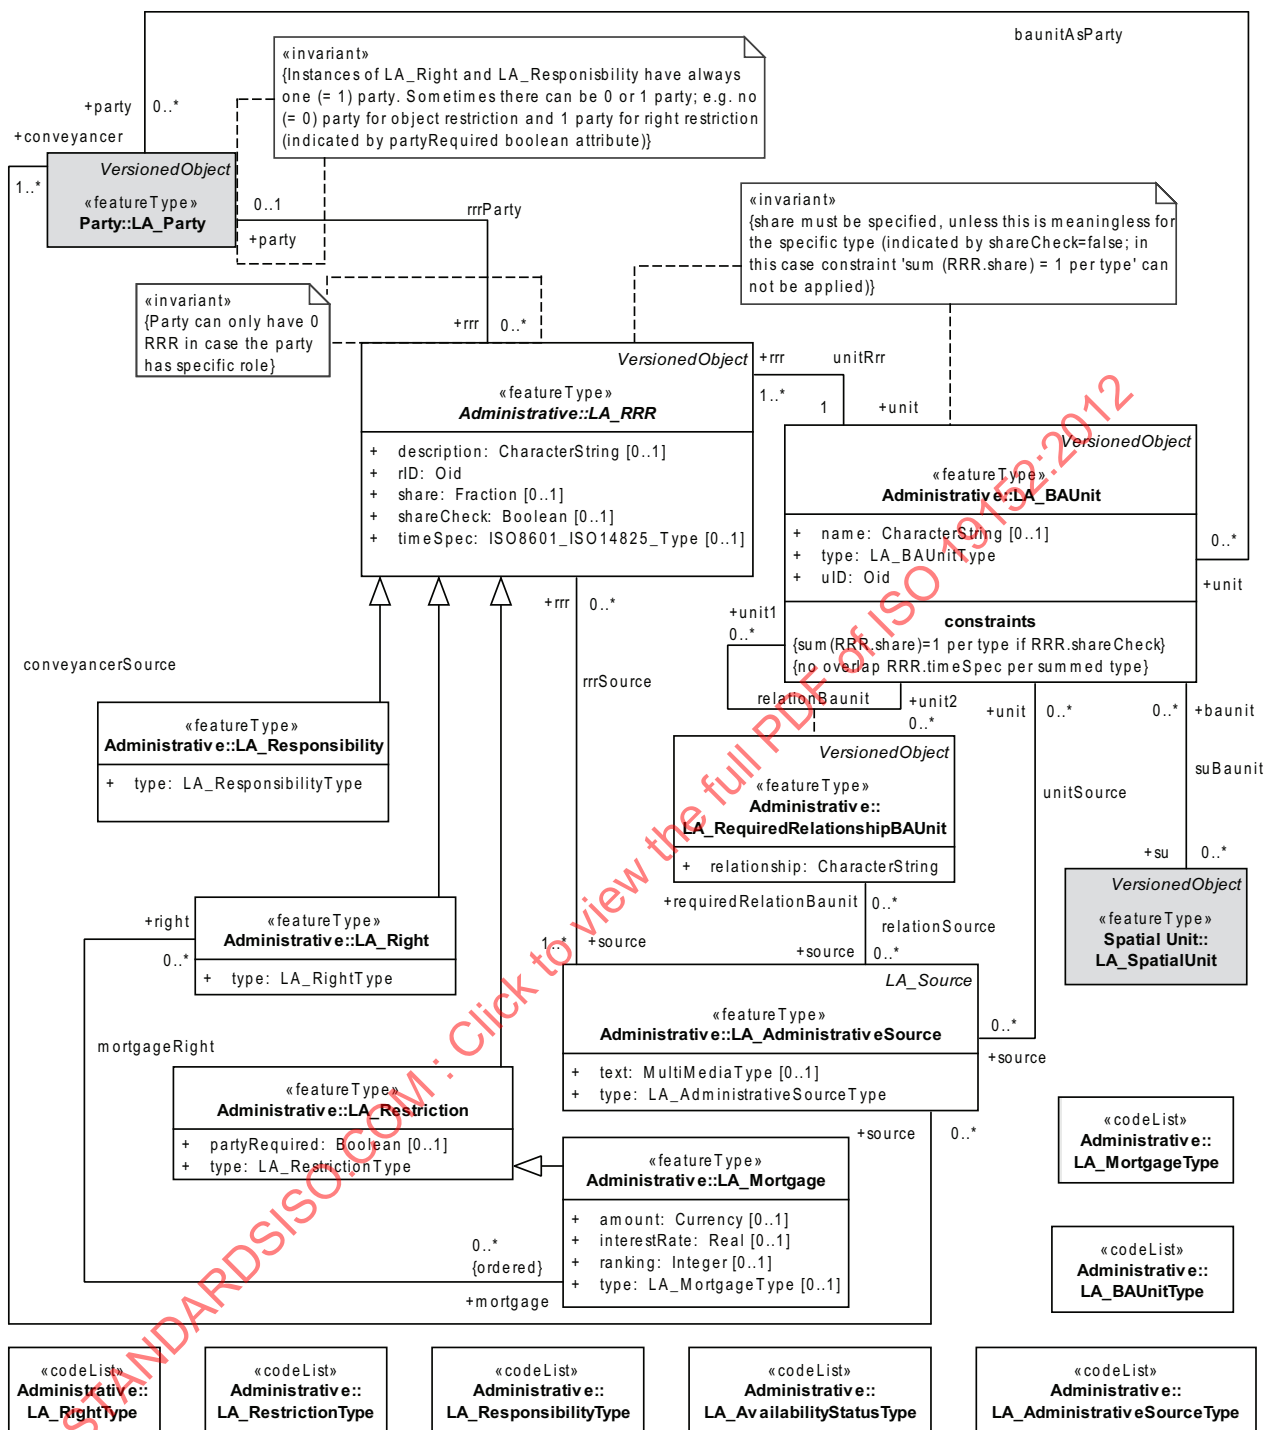 baunitAsParty
«invariant»
{Instances of LA_Right and LA_Responisbility have always
one (= 1) party. Sometimes there can be 0 or 1 party; e.g. no
(= 0) party for object restriction and 1 party for right restriction
(indicated by partyRequired boolean attribute)}
+party 0..*
+conveyancer
1..*
VersionedObject
«featureType»
Party::LA_Party
0..1
+party
rrrParty
«invariant»
{share must be specified, unless this is meaningless for
the specific type (indicated by shareCheck=false; in
this case constraint 'sum (RRR.share) = 1 per type' can
not be applied)}
«invariant»
{Party can only have 0
RRR in case the party
has specific role}
+rrr 0..*
VersionedObject
«featureType»
Administrative::LA_RRR
+ description: CharacterString [0..1]
+ rID: Oid
+ share: Fraction [0..1]
+ shareCheck: Boolean [0..1]
+ timeSpec: ISO8601_ISO14825_Type [0..1]
+rrr unitRrr
1..*
1 +unit
VersionedObject
«featureType»
Administrative::LA_BAUnit
+ name: CharacterString [0..1]
+ type: LA_BAUnitType
+ uID: Oid
constraints
{sum(RRR.share)=1 per type if RRR.shareCheck}
{no overlap RRR.timeSpec per summed type}
0..*
+unit
+unit1
0..*
relationBaunit
+unit2
0..*
+rrr 0..*
rrrSource
conveyancerSource
«featureType»
Administrative::LA_Responsibility
+ type: LA_ResponsibilityType
VersionedObject
«featureType»
Administrative::
LA_RequiredRelationshipBAUnit
+ relationship: CharacterString
+unit 0..*
unitSource
0..* +baunit
suBaunit
+su 0..*
VersionedObject
«featureType»
Spatial Unit::
LA_SpatialUnit
+requiredRelationBaunit 0..*
relationSource
+source 0..*
1..* +source
+right
0..*
«featureType»
Administrative::LA_Right
+ type: LA_RightType
LA_Source
«featureType»
Administrative::LA_AdministrativeSource
+ text: MultiMediaType [0..1]
+ type: LA_AdministrativeSourceType
0..*
+source
mortgageRight
«featureType»
Administrative::LA_Restriction
+ partyRequired: Boolean [0..1]
+ type: LA_RestrictionType
+source 0..*
«featureType»
Administrative::LA_Mortgage
+ amount: Currency [0..1]
+ interestRate: Real [0..1]
+ ranking: Integer [0..1]
+ type: LA_MortgageType [0..1]
0..*
{ordered}
+mortgage
«codeList»
Administrative::
LA_MortgageType
«codeList»
Administrative::
LA_BAUnitType
«codeList»
Administrative::
LA_RightType
«codeList»
Administrative::
LA_RestrictionType
«codeList»
Administrative::
LA_ResponsibilityType
«codeList»
Administrative::
LA_AvailabilityStatusType
«codeList»
Administrative::
LA_AdministrativeSourceType
STANDARDSISO.COM : Click to view the full PDF of ISO 19152:2012